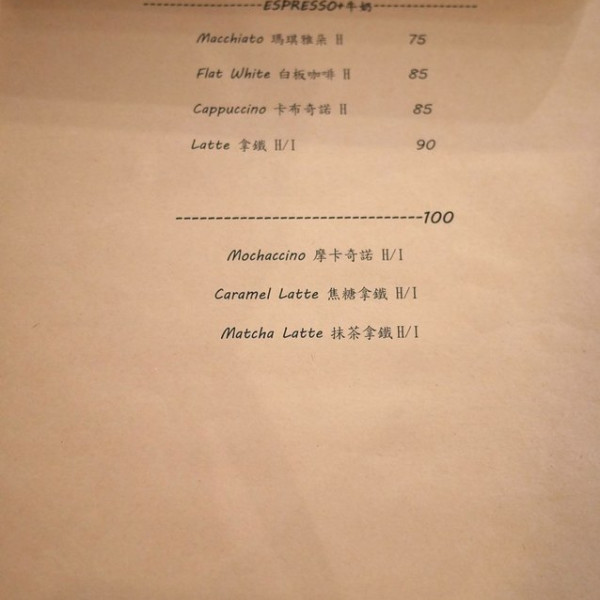 --------------------ESPRESSO+牛奶-----------------
Macchiato 瑪琪雅朵 H 75
Flat White 白板咖啡 H 85
Cappuccino 卡布奇諾 H 85
Latte 拿鐵 H/I 90
--------------------------------100
Mochaccino 摩卡奇諾 H/I
Caramel Latte 焦糖拿鐵 H/I
Matcha Latte 抹茶拿鐵 H/I